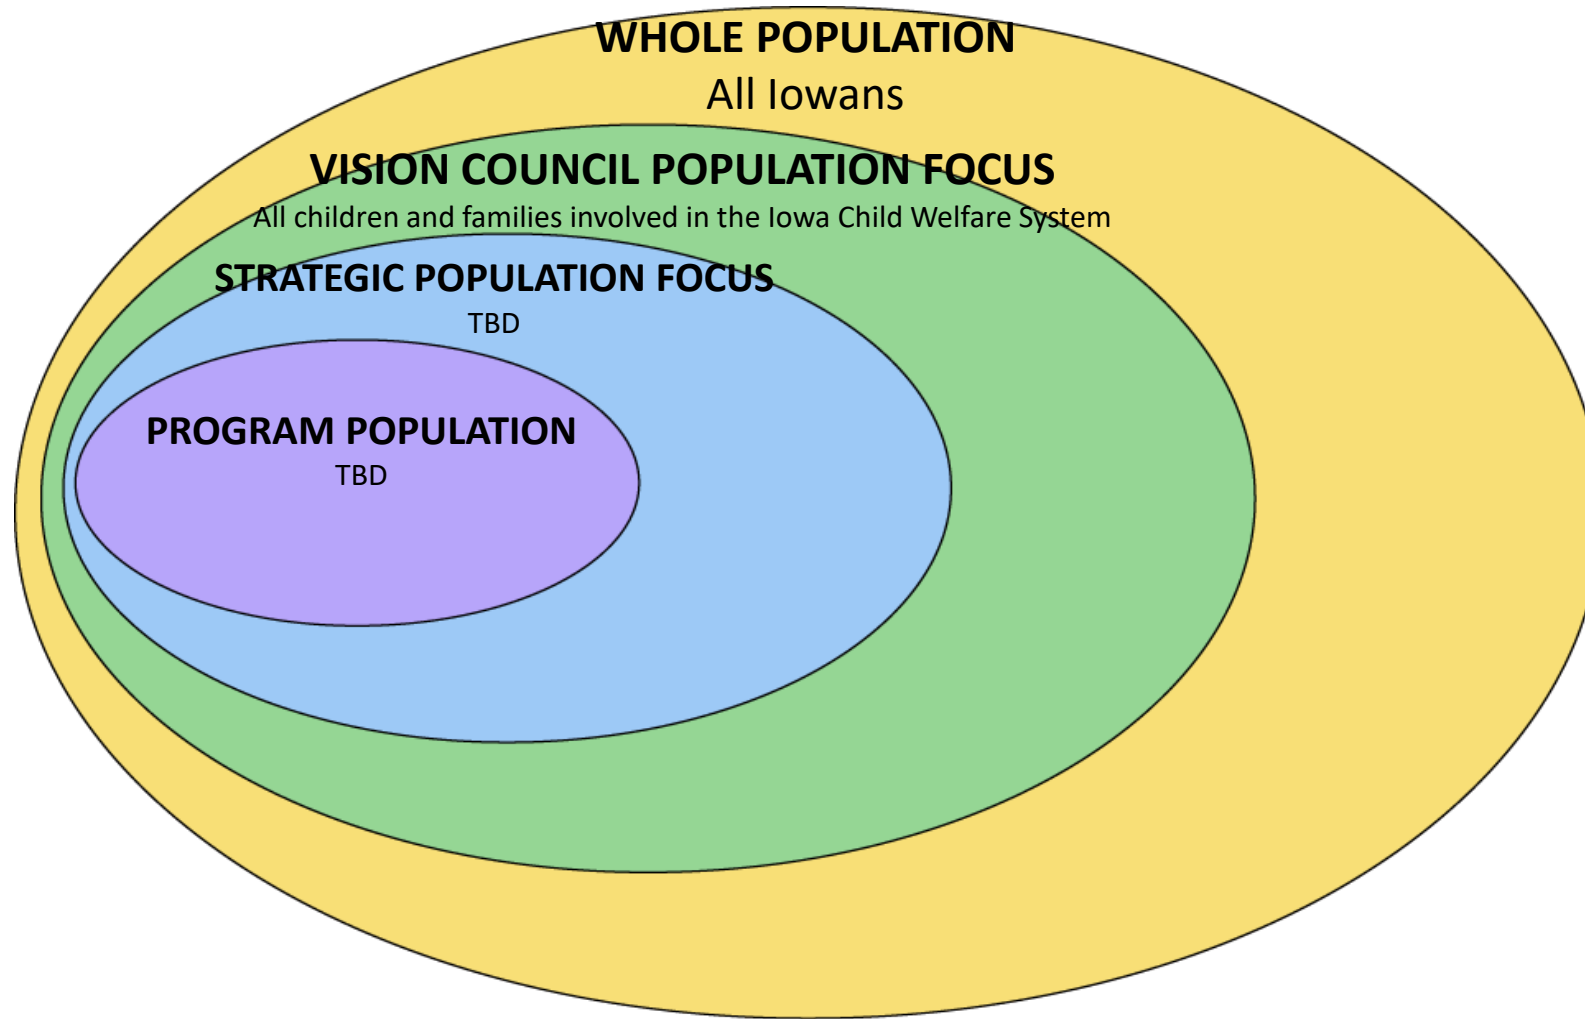 WHOLE POPULATION
All Iowans
VISION COUNCIL POPULATION FOCUS
All children and families involved in the Iowa Child Welfare System
STRATEGIC POPULATION FOCUS
TBD
PROGRAM POPULATION
TBD